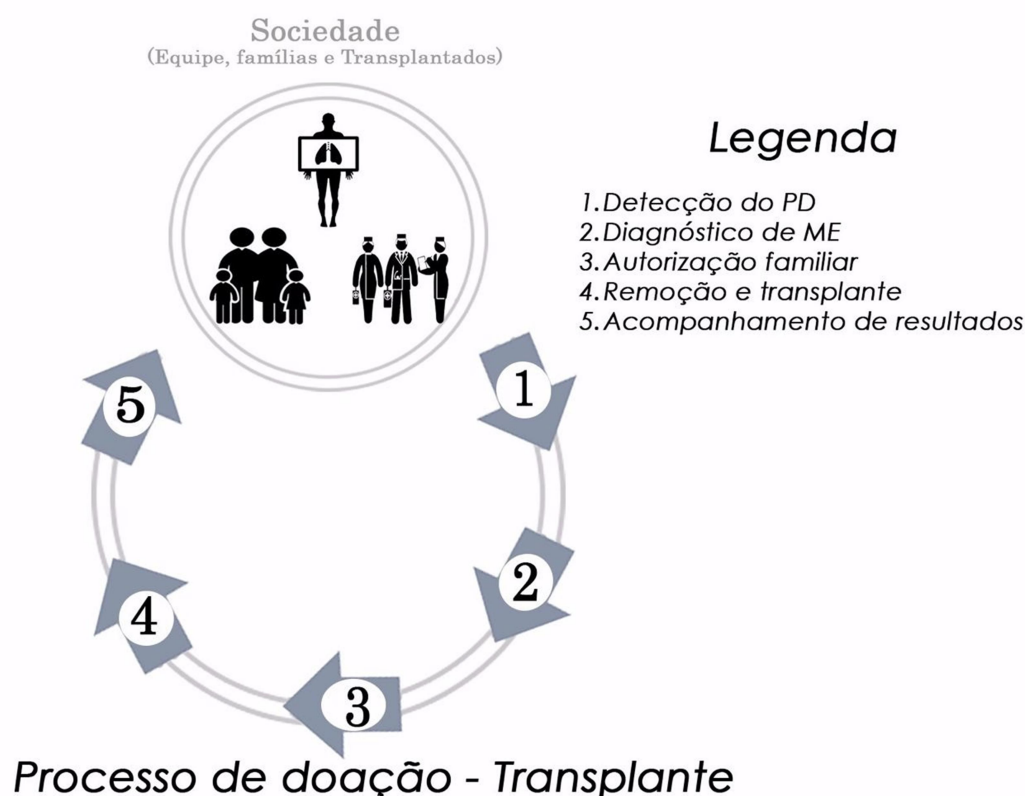 Sociedade
(Equipe, famílias e Transplantados)
Legenda
1.Detecção do PD
2.Diagnóstico de ME
3.Autorização familiar
4.Remoção e transplante
5.Acompanhamento de resultados
1
2
3
4
5
Processo de doação - Transplante